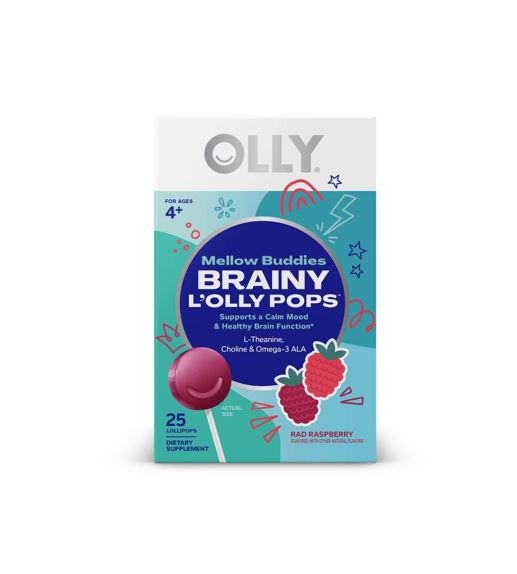 OLLY.
FOR AGES
4+
Mellow Buddies
BRAINY
L'OLLY POPS™
Supports a Calm Mood
& Healthy Brain Function*
L-Theanine,
Choline & Omega-3 ALA
ACTUAL
SIZE
25
LOLLIPOPS
DIETARY
SUPPLEMENT
RAD RASPBERRY
FLAVORED WITH OTHER NATURAL FLAVORS